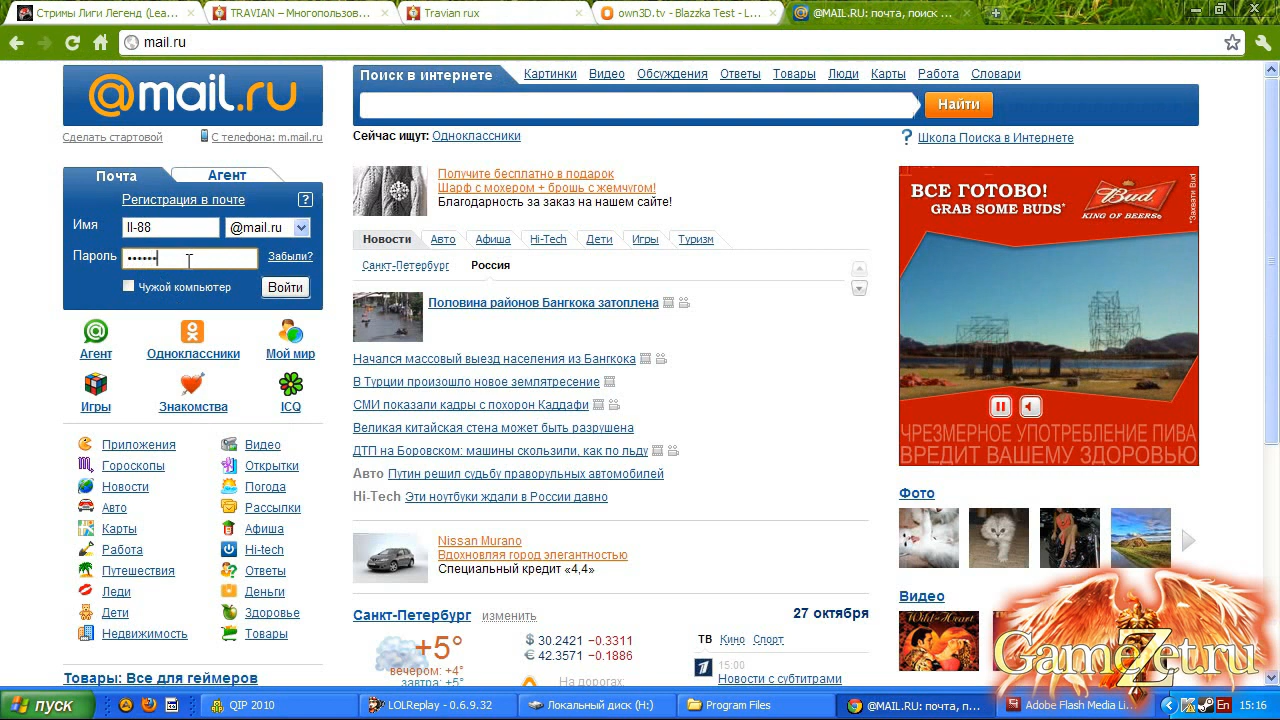 Стримы Лиги Легенд (Lea
TRAVIAN – Многопользов
Travian rux
own3D.tv - Blazzka Test - L
@MAIL.RU: почта, поиск
mail.ru
@mail.ru
Сделать стартовой
С телефона: m.mail.ru
Поиск в интернете
Картинки
Видео
Обсуждения
Ответы
Товары
Люди
Карты
Работа
Словари
Найти
Сейчас ищут: Одноклассники
? Школа Поиска в Интернете
Почта
Агент
Регистрация в почте
?
Имя
ll-88
@mail.ru
Пароль
••••••
Забыли?
Чужой компьютер
Войти
Агент
Одноклассники
Мой мир
Игры
Знакомства
ICQ
Приложения
Видео
Гороскопы
Открытки
Новости
Погода
Авто
Рассылки
Карты
Афиша
Работа
Hi-tech
Путешествия
Ответы
Леди
Деньги
Дети
Здоровье
Недвижимость
Товары
Товары: Все для геймеров
Получите бесплатно в подарок
Шарф с мохером + брошь с жемчугом!
Благодарность за заказ на нашем сайте!
Новости
Авто
Афиша
Hi-Tech
Дети
Игры
Туризм
Санкт-Петербург
Россия
Половина районов Бангкока затоплена
Начался массовый выезд населения из Бангкока
В Турции произошло новое землятресение
СМИ показали кадры с похорон Каддафи
Великая китайская стена может быть разрушена
ДТП на Боровском: машины скользили, как по льду
Авто Путин решил судьбу праворульных автомобилей
Hi-Tech Эти ноутбуки ждали в России давно
Nissan Murano
Вдохновляя город элегантностью
Специальный кредит «4,4»
Санкт-Петербург изменить
27 октября
+5°
вечером: +4°
завтра: +5°
$ 30.2421 −0.3311
€ 42.3571 −0.1886
На дорогах:
ТВ
Кино
Спорт
15:00
Новости с субтитрами
ВСЕ ГОТОВО!
GRAB SOME BUDS*
Bud
KING OF BEERS.
*Захвати Bud
ЧРЕЗМЕРНОЕ УПОТРЕБЛЕНИЕ ПИВА
ВРЕДИТ ВАШЕМУ ЗДОРОВЬЮ
Фото
Видео
Wild at Heart
GameZet.ru
пуск
QIP 2010
LOLReplay - 0.6.9.32
Локальный диск (H:)
Program Files
@MAIL.RU: почта, п...
Adobe Flash Media Li...
En
15:16